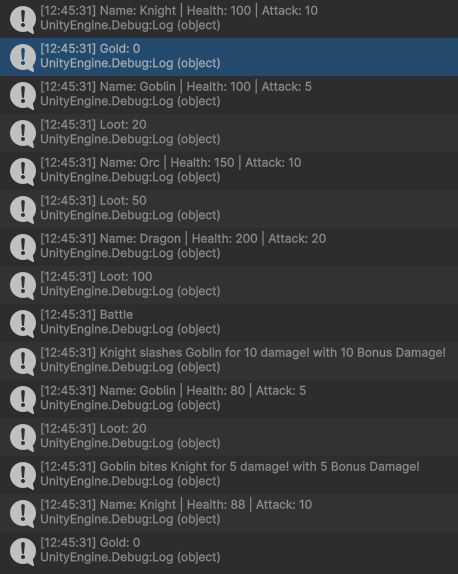 [12:45:31] Name: Knight | Health: 100 | Attack: 10
UnityEngine.Debug:Log (object)
[12:45:31] Gold: 0
UnityEngine.Debug:Log (object)
[12:45:31] Name: Goblin | Health: 100 | Attack: 5
UnityEngine.Debug:Log (object)
[12:45:31] Loot: 20
UnityEngine.Debug:Log (object)
[12:45:31] Name: Orc | Health: 150 | Attack: 10
UnityEngine.Debug:Log (object)
[12:45:31] Loot: 50
UnityEngine.Debug:Log (object)
[12:45:31] Name: Dragon | Health: 200 | Attack: 20
UnityEngine.Debug:Log (object)
[12:45:31] Loot: 100
UnityEngine.Debug:Log (object)
[12:45:31] Battle
UnityEngine.Debug:Log (object)
[12:45:31] Knight slashes Goblin for 10 damage! with 10 Bonus Damage!
UnityEngine.Debug:Log (object)
[12:45:31] Name: Goblin | Health: 80 | Attack: 5
UnityEngine.Debug:Log (object)
[12:45:31] Loot: 20
UnityEngine.Debug:Log (object)
[12:45:31] Goblin bites Knight for 5 damage! with 5 Bonus Damage!
UnityEngine.Debug:Log (object)
[12:45:31] Name: Knight | Health: 88 | Attack: 10
UnityEngine.Debug:Log (object)
[12:45:31] Gold: 0
UnityEngine.Debug:Log (object)